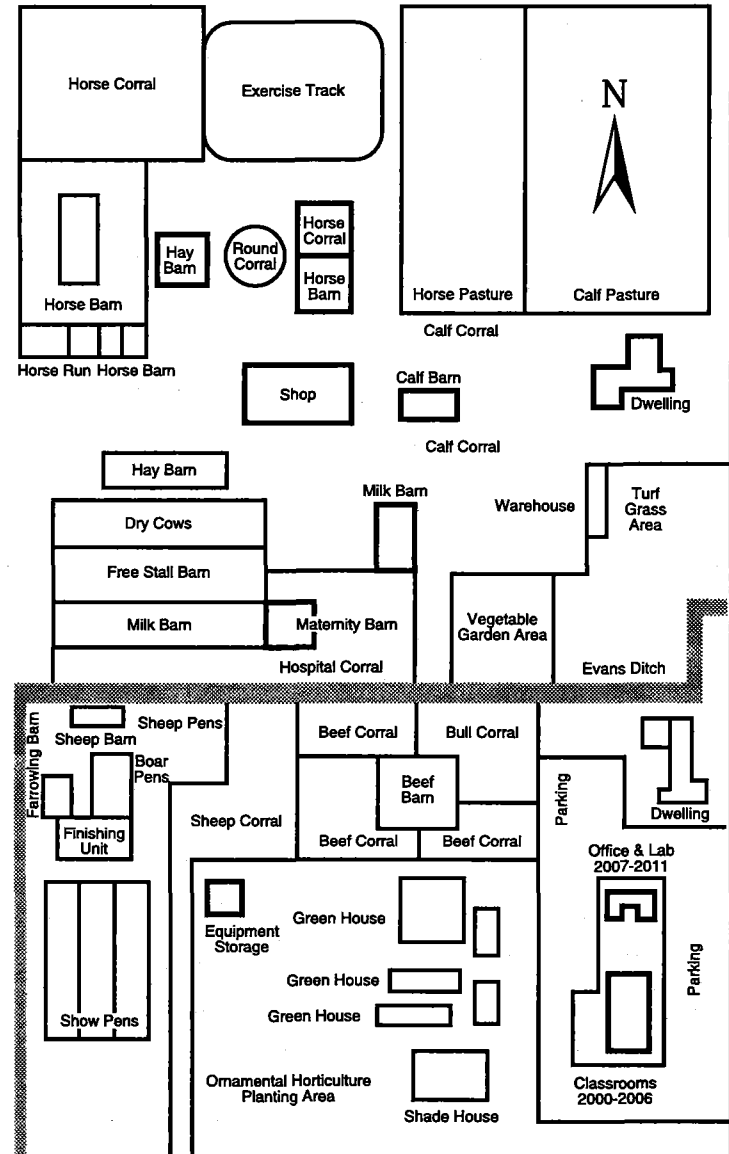 Horse Corral
Exercise Track
N
Horse
Corral
Hay
Barn
Round
Corral
Horse
Barn
Horse Barn
Horse Pasture
Calf Pasture
Calf Corral
Horse Run
Horse Barn
Calf Barn
Shop
Dwelling
Calf Corral
Hay Barn
Milk Barn
Warehouse
Turf
Grass
Area
Dry Cows
Free Stall Barn
Milk Barn
Maternity Barn
Vegetable
Garden Area
Hospital Corral
Evans Ditch
Farrowing Barn
Sheep Pens
Sheep Barn
Beef Corral
Bull Corral
Boar
Pens
Beef
Barn
Parking
Dwelling
Sheep Corral
Finishing
Unit
Beef Corral
Beef Corral
Office & Lab
2007-2011
Green House
Equipment
Storage
Parking
Green House
Green House
Show Pens
Ornamental Horticulture
Planting Area
Shade House
Classrooms
2000-2006